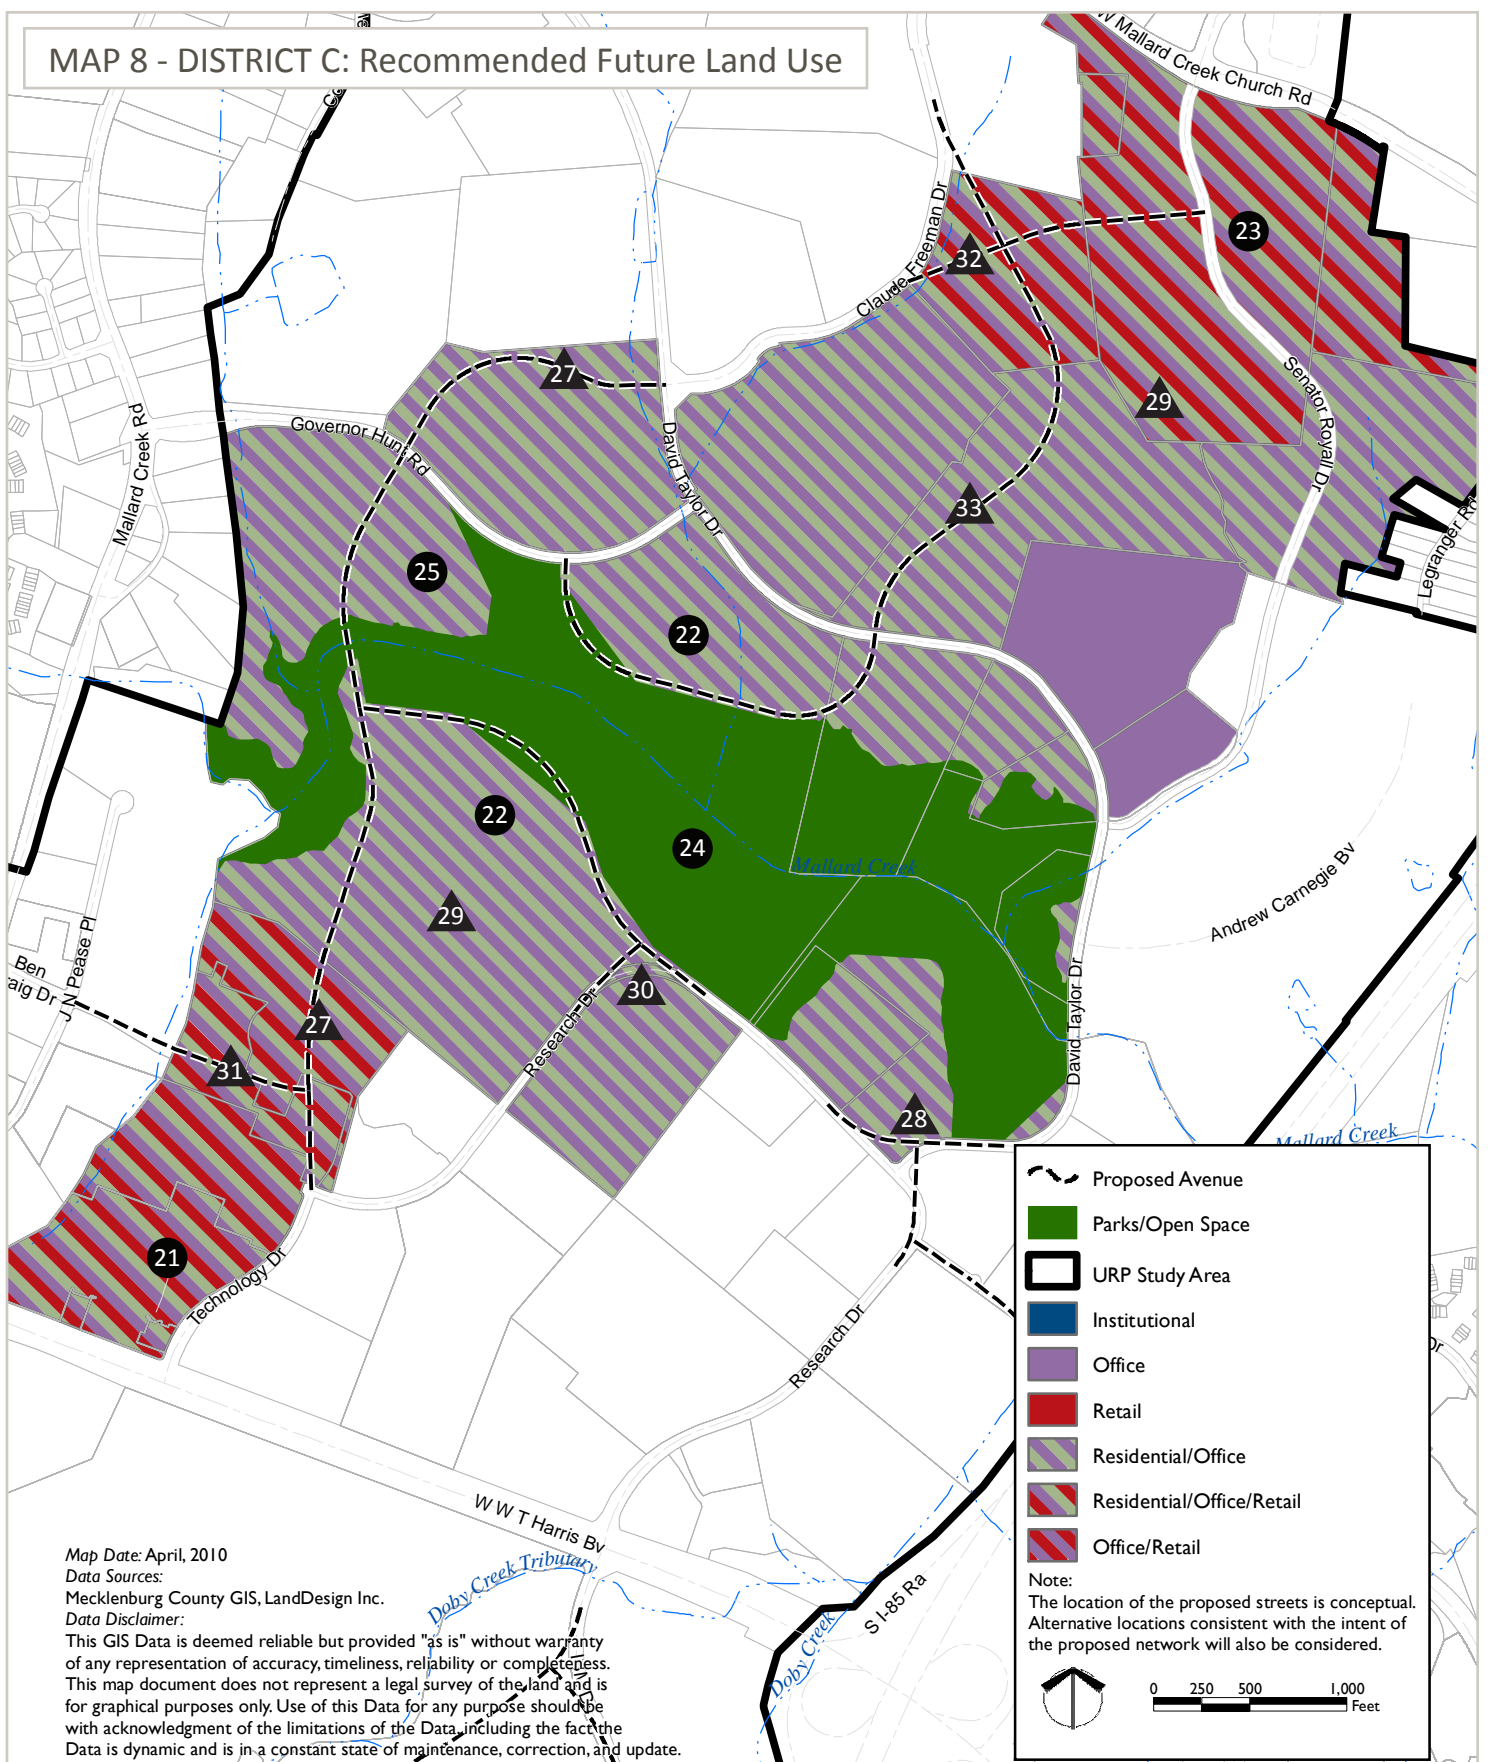 MAP 8 - DISTRICT C: Recommended Future Land Use
W Mallard Creek Church Rd
Claude Freeman Dr
23
32
27
29
Senator Royall Dr
Governor Hunt Rd
Mallard Creek Rd
David Taylor Dr
33
Legranger Rd
25
22
22
24
Mallard Creek
29
Andrew Carnegie Bv
J N Pease Pl
Ben
raig Dr
30
27
Research Dr
David Taylor Dr
31
28
Mallard Creek
21
Technology Dr
Research Dr
Dr
W W T Harris Bv
Doby Creek Tributary
Doby Creek
S I-85 Ra
Proposed Avenue
Parks/Open Space
URP Study Area
Institutional
Office
Retail
Residential/Office
Residential/Office/Retail
Office/Retail
Note:
The location of the proposed streets is conceptual.
Alternative locations consistent with the intent of
the proposed network will also be considered.
0 250 500 1,000
Feet
Map Date: April, 2010
Data Sources:
Mecklenburg County GIS, LandDesign Inc.
Data Disclaimer:
This GIS Data is deemed reliable but provided "as is" without warranty
of any representation of accuracy, timeliness, reliability or completeness.
This map document does not represent a legal survey of the land and is
for graphical purposes only. Use of this Data for any purpose should be
with acknowledgment of the limitations of the Data, including the fact the
Data is dynamic and is in a constant state of maintenance, correction, and update.